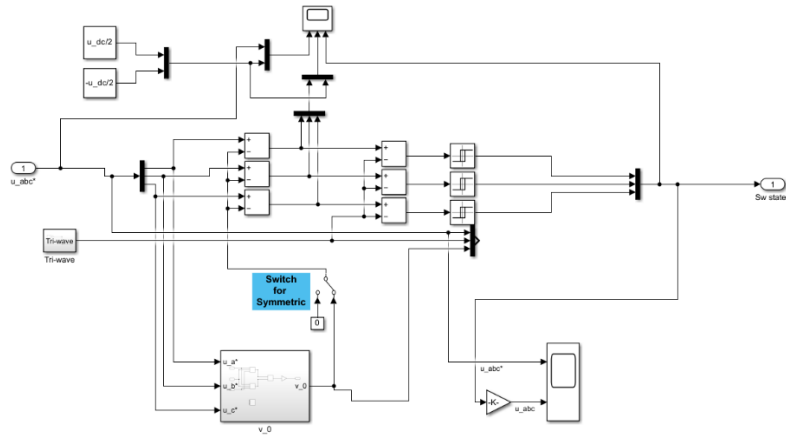 u_dc/2
-u_dc/2
+
−
+
−
+
−
+
−
+
−
+
−
1
u_abc*
1
Sw state
Tri-wave
Tri-wave
Switch
for
Symmetric
0
u_a*
u_b*
u_c*
v_0
v_0
u_abc*
-K-
u_abc